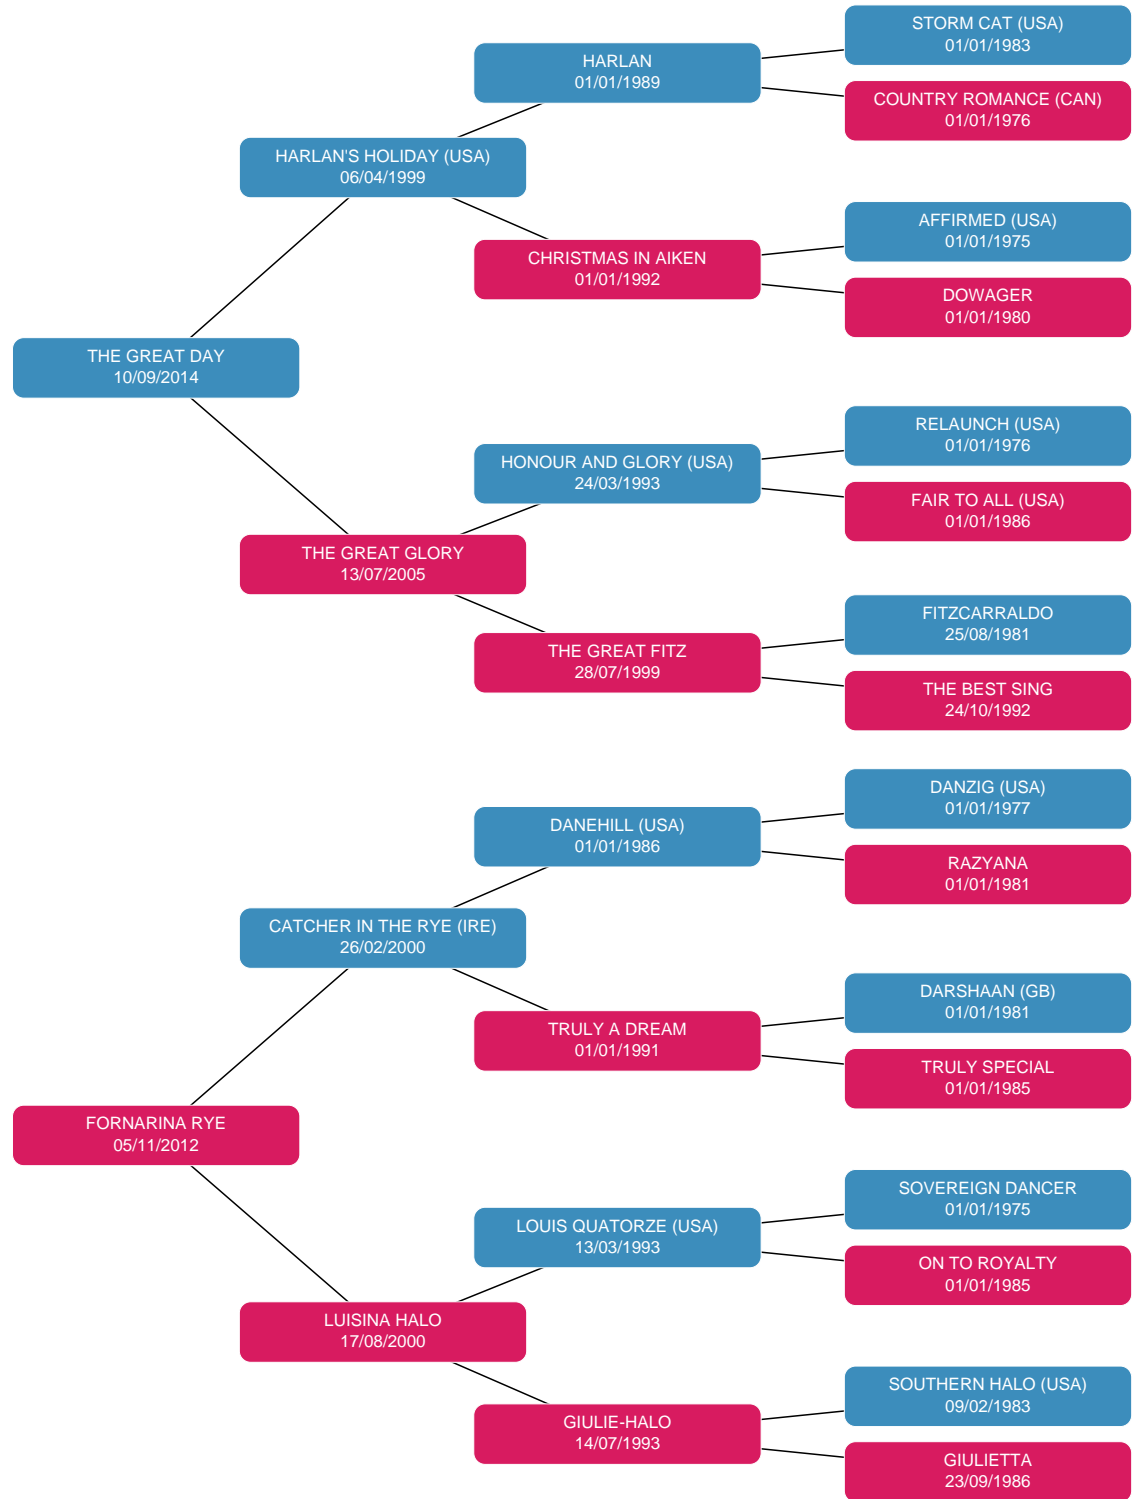 STORM CAT (USA)
01/01/1983
HARLAN
01/01/1989
COUNTRY ROMANCE (CAN)
01/01/1976
HARLAN'S HOLIDAY (USA)
06/04/1999
AFFIRMED (USA)
01/01/1975
CHRISTMAS IN AIKEN
01/01/1992
DOWAGER
01/01/1980
THE GREAT DAY
10/09/2014
RELAUNCH (USA)
01/01/1976
HONOUR AND GLORY (USA)
24/03/1993
FAIR TO ALL (USA)
01/01/1986
THE GREAT GLORY
13/07/2005
FITZCARRALDO
25/08/1981
THE GREAT FITZ
28/07/1999
THE BEST SING
24/10/1992
DANZIG (USA)
01/01/1977
DANEHILL (USA)
01/01/1986
RAZYANA
01/01/1981
CATCHER IN THE RYE (IRE)
26/02/2000
DARSHAAN (GB)
01/01/1981
TRULY A DREAM
01/01/1991
TRULY SPECIAL
01/01/1985
FORNARINA RYE
05/11/2012
SOVEREIGN DANCER
01/01/1975
LOUIS QUATORZE (USA)
13/03/1993
ON TO ROYALTY
01/01/1985
LUISINA HALO
17/08/2000
SOUTHERN HALO (USA)
09/02/1983
GIULIE-HALO
14/07/1993
GIULIETTA
23/09/1986